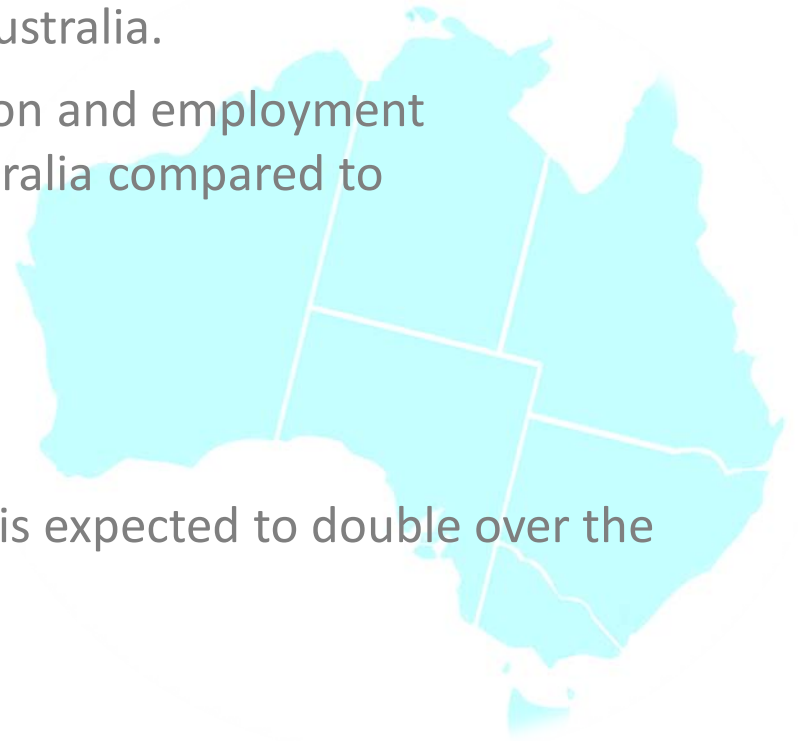 ustralia.
on and employment
ralia compared to
is expected to double over the